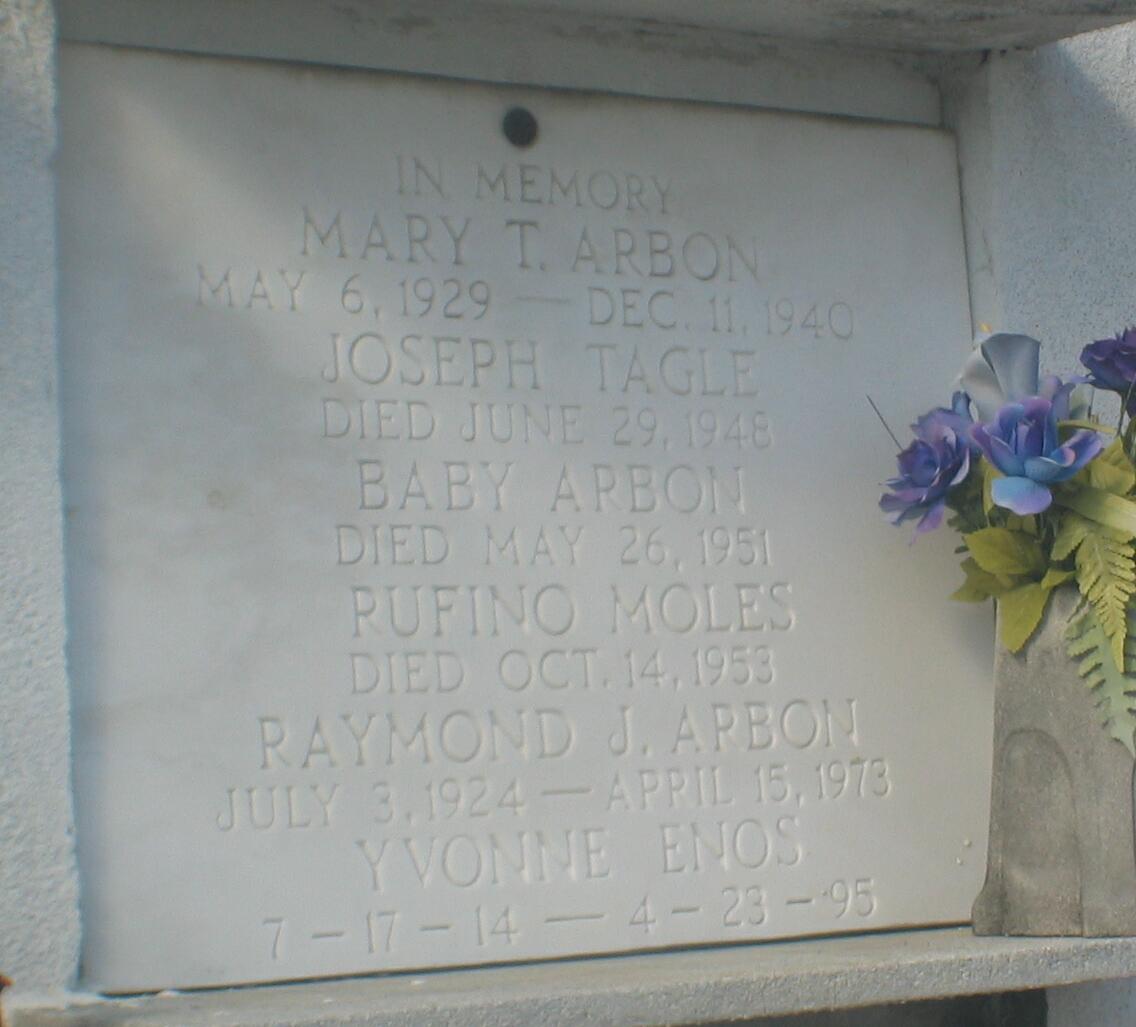 IN MEMORY
MARY T. ARBON
MAY 6, 1929 — DEC. 11, 1940
JOSEPH TAGLE
DIED JUNE 29, 1948
BABY ARBON
DIED MAY 26, 1951
RUFINO MOLES
DIED OCT. 14, 1953
RAYMOND J. ARBON
JULY 3, 1924 — APRIL 15, 1973
YVONNE ENOS
7 – 17 – 14 — 4 – 23 – 95